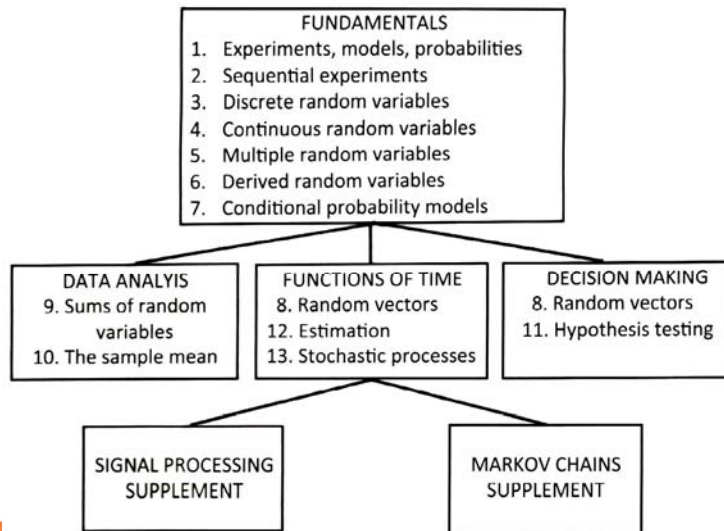 FUNDAMENTALS
1. Experiments, models, probabilities
2. Sequential experiments
3. Discrete random variables
4. Continuous random variables
5. Multiple random variables
6. Derived random variables
7. Conditional probability models
DATA ANALYIS
9. Sums of random
variables
10. The sample mean
FUNCTIONS OF TIME
8. Random vectors
12. Estimation
13. Stochastic processes
DECISION MAKING
8. Random vectors
11. Hypothesis testing
SIGNAL PROCESSING
SUPPLEMENT
MARKOV CHAINS
SUPPLEMENT